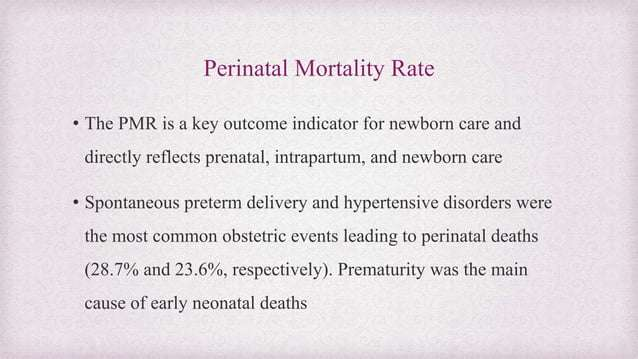 Perinatal Mortality Rate
• The PMR is a key outcome indicator for newborn care and
directly reflects prenatal, intrapartum, and newborn care
• Spontaneous preterm delivery and hypertensive disorders were
the most common obstetric events leading to perinatal deaths
(28.7% and 23.6%, respectively). Prematurity was the main
cause of early neonatal deaths